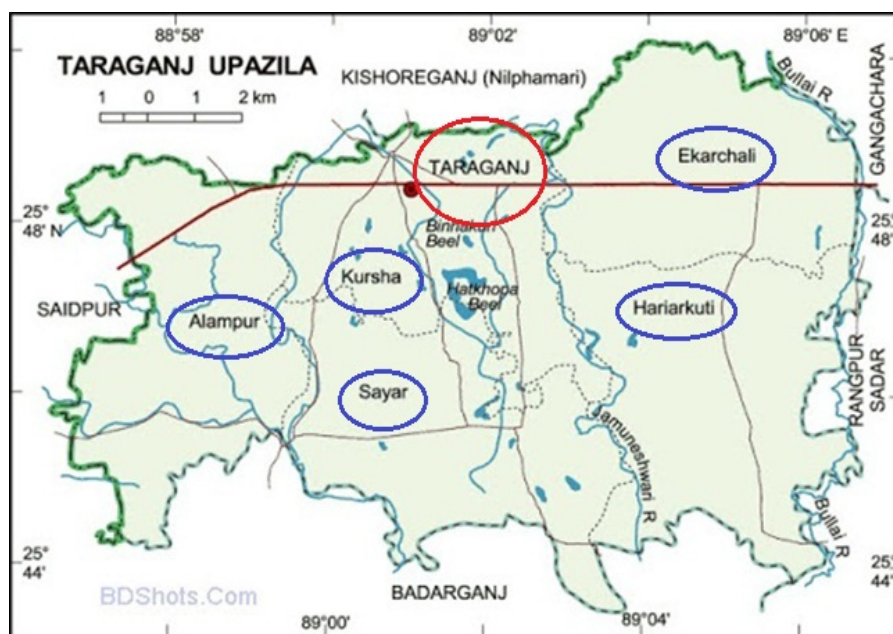 88°58'
89°02'
89°06' E
TARAGANJ UPAZILA
1 0 1 2 km
KISHOREGANJ (Nilphamari)
Bullai R
GANGACHARA
TARAGANJ
Ekarchali
25°
48' N
25°
48'
Binnakuri
Beel
Kursha
Hatkhopa
Beel
SAIDPUR
Alampur
Hariarkuti
Sayar
RANGPUR
SADAR
Jamuneshwari R
Bullai R
25°
44'
25°
44'
BADARGANJ
BDShots.Com
89°00'
89°04'